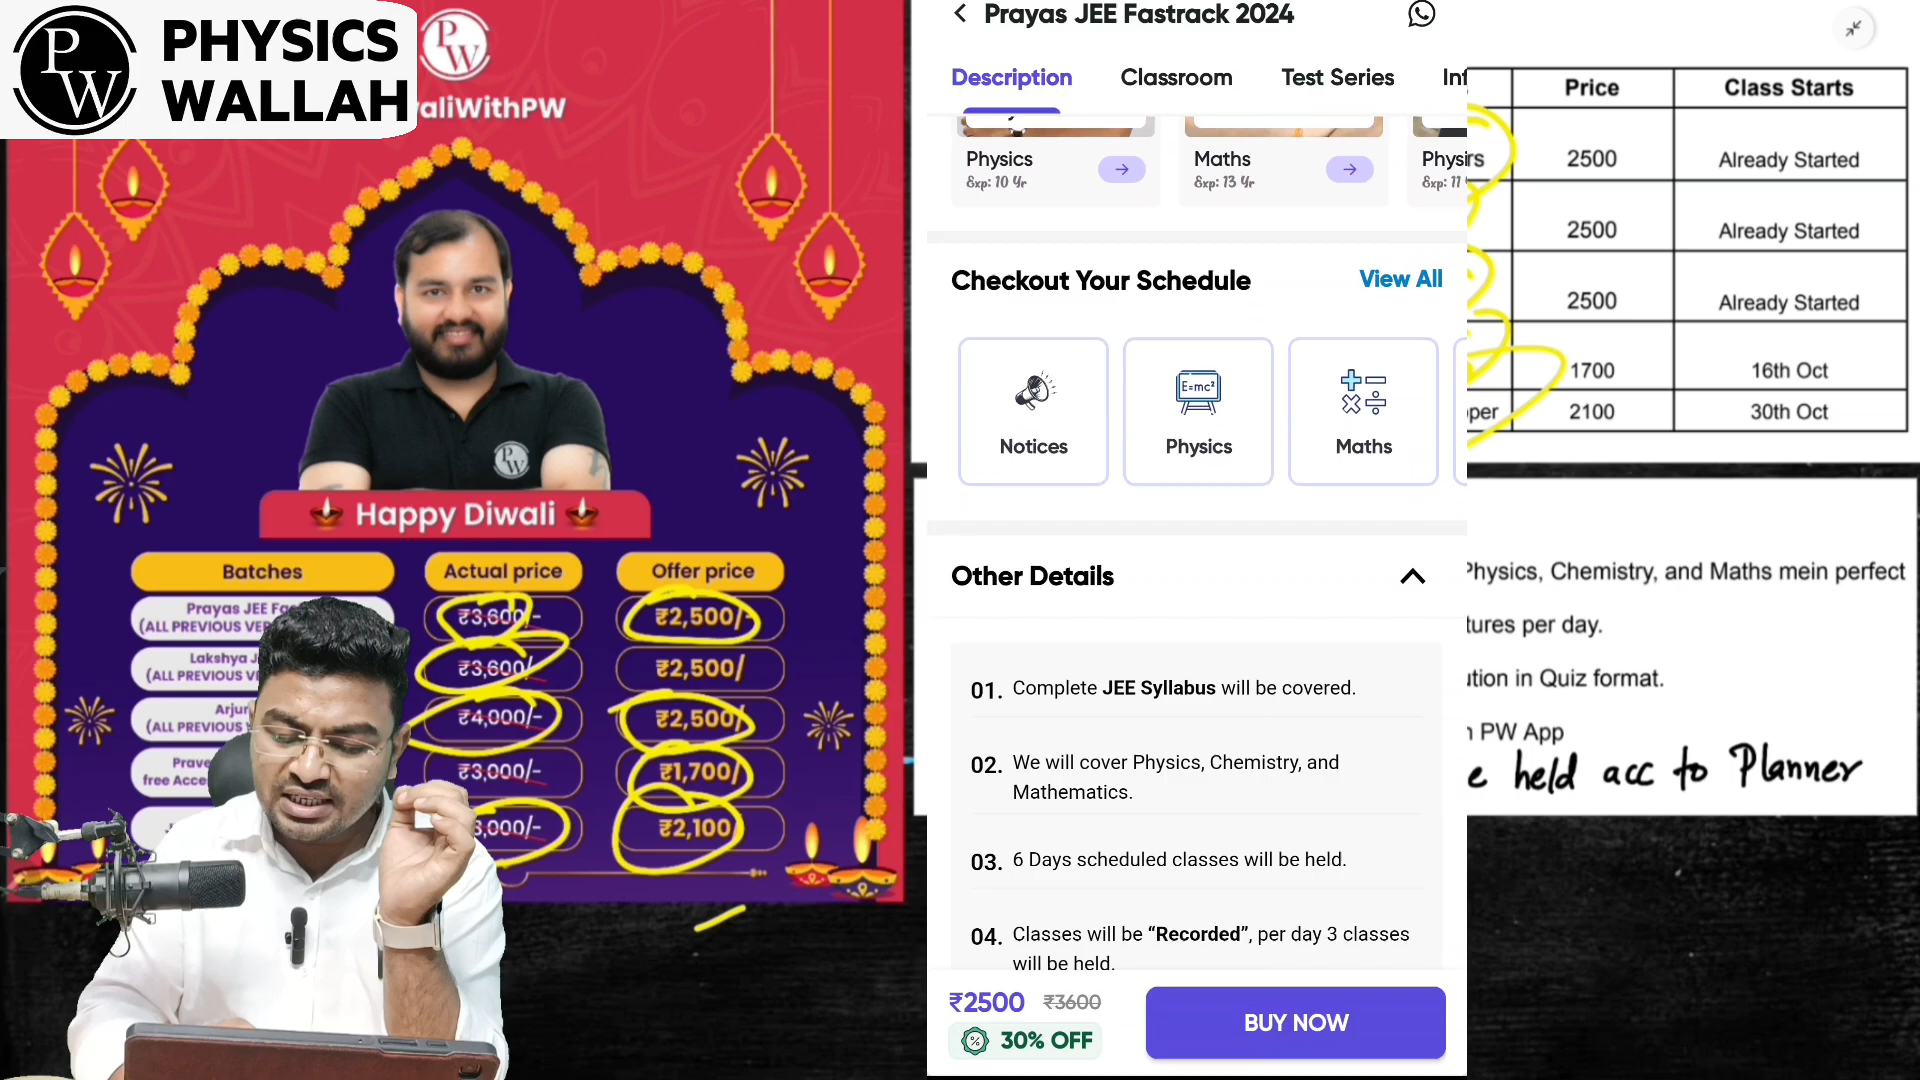 PHYSICS
WALLAH
PW
PW
aliWithPW
PW
Happy Diwali
Batches
Actual price
Offer price
Prayas JEE Fa
(ALL PREVIOUS VER
₹3,600/-
₹2,500/-
Lakshya J
(ALL PREVIOUS VE
₹3,600/
₹2,500/
Arjun
(ALL PREVIOUS V
₹4,000/-
₹2,500/
Prave
free Acce
₹3,000/-
₹1,700/
3,000/-
₹2,100
Prayas JEE Fastrack 2024
Description
Classroom
Test Series
Inf
Physics
Exp: 10 Yr
Maths
Exp: 13 Yr
Physi
Exp: 11
Checkout Your Schedule
View All
Notices
E=mc²
Physics
Maths
Other Details
01. Complete JEE Syllabus will be covered.
02. We will cover Physics, Chemistry, and
Mathematics.
03. 6 Days scheduled classes will be held.
04. Classes will be “Recorded”, per day 3 classes
will be held.
₹2500 ₹3600
30% OFF
BUY NOW
Price
Class Starts
rs
2500
Already Started
2500
Already Started
2500
Already Started
1700
16th Oct
per
2100
30th Oct
Physics, Chemistry, and Maths mein perfect
tures per day.
ution in Quiz format.
n PW App
e held acc to Planner